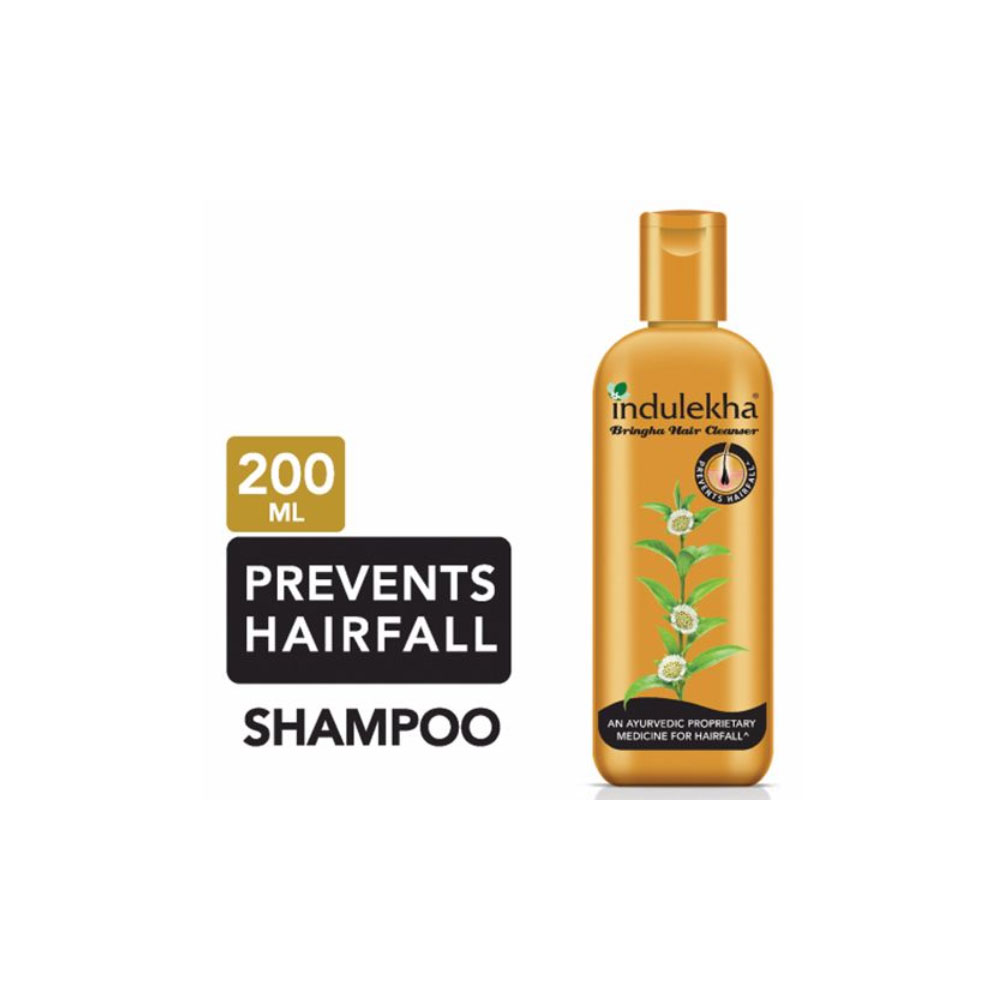 200
ML
PREVENTS
HAIRFALL
SHAMPOO
indulekha®
Bringha Hair Cleanser
PREVENTS HAIRFALL^
AN AYURVEDIC PROPRIETARY
MEDICINE FOR HAIRFALL^